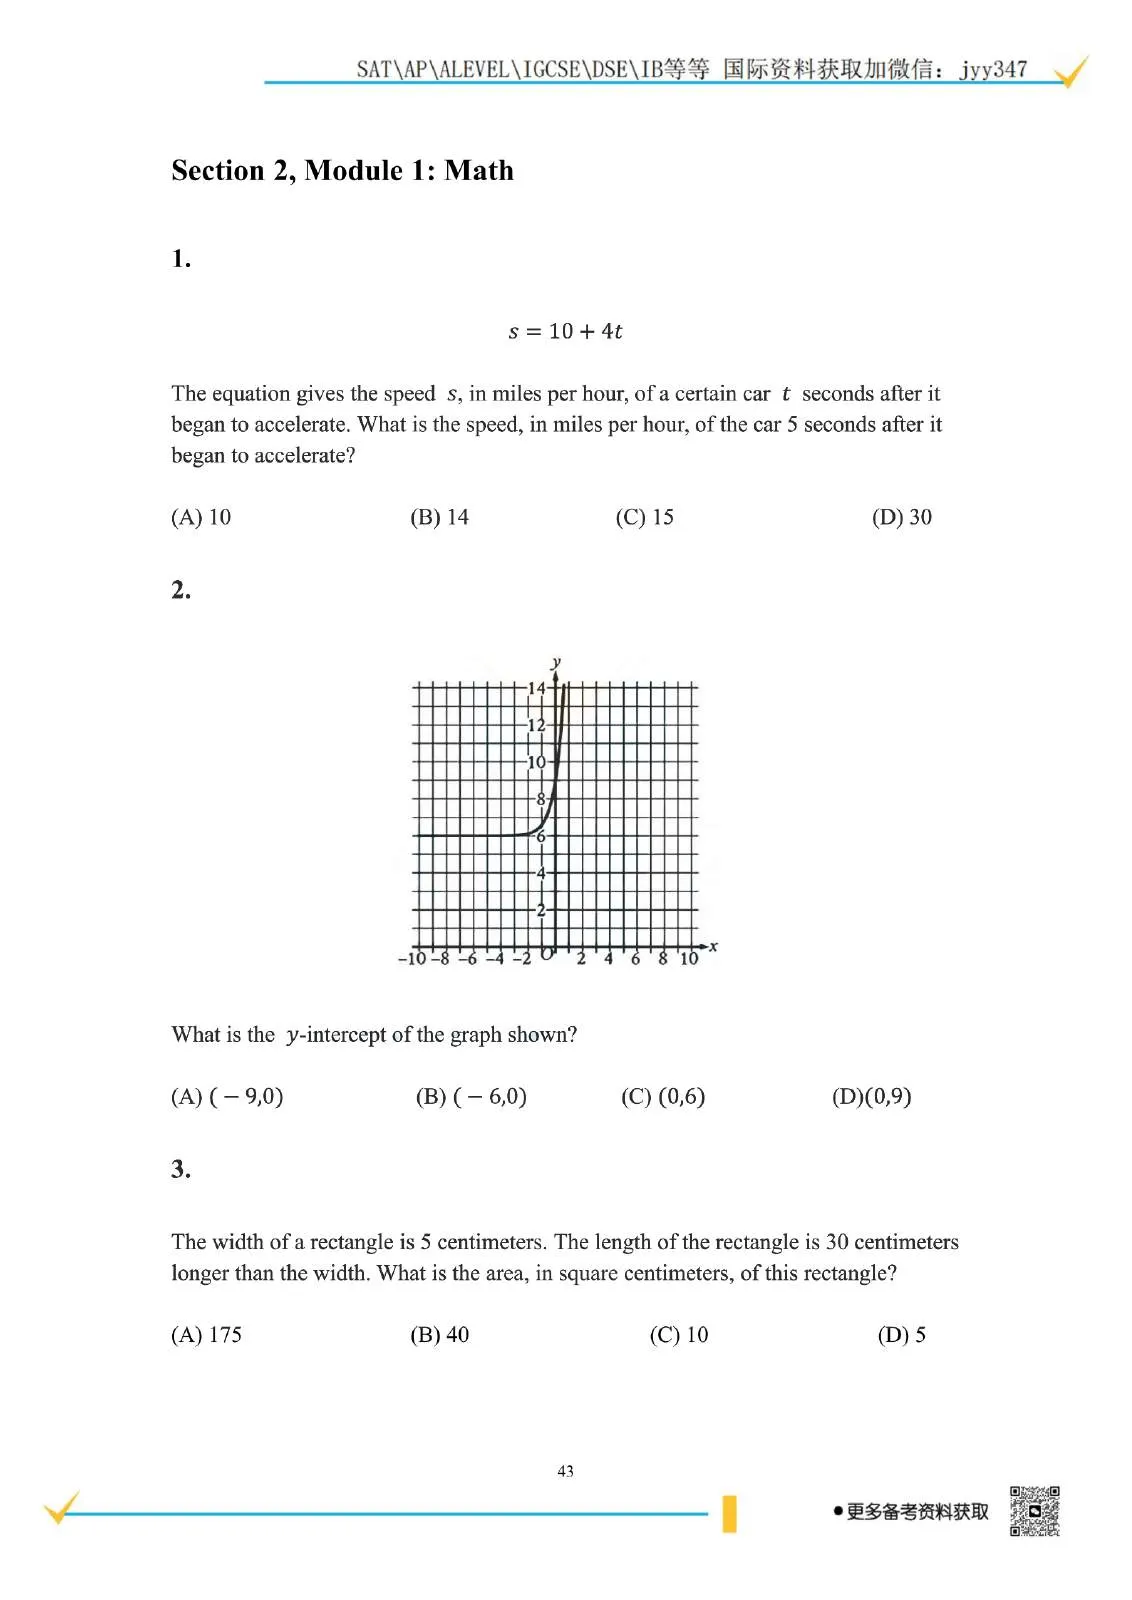 SAT\AP\ALEVEL\IGCSE\DSE\IB等等 国际资料获取加微信：jyy347
Section 2, Module 1: Math
1.
s = 10 + 4t
The equation gives the speed s, in miles per hour, of a certain car t seconds after it
began to accelerate. What is the speed, in miles per hour, of the car 5 seconds after it
began to accelerate?
(A) 10 (B) 14 (C) 15 (D) 30
2.
y
14
12
10
8
6
4
2
x
-10 -8 -6 -4 -2 O 2 4 6 8 10
What is the y-intercept of the graph shown?
(A) ( − 9,0) (B) ( − 6,0) (C) (0,6) (D)(0,9)
3.
The width of a rectangle is 5 centimeters. The length of the rectangle is 30 centimeters
longer than the width. What is the area, in square centimeters, of this rectangle?
(A) 175 (B) 40 (C) 10 (D) 5
43
●更多备考资料获取